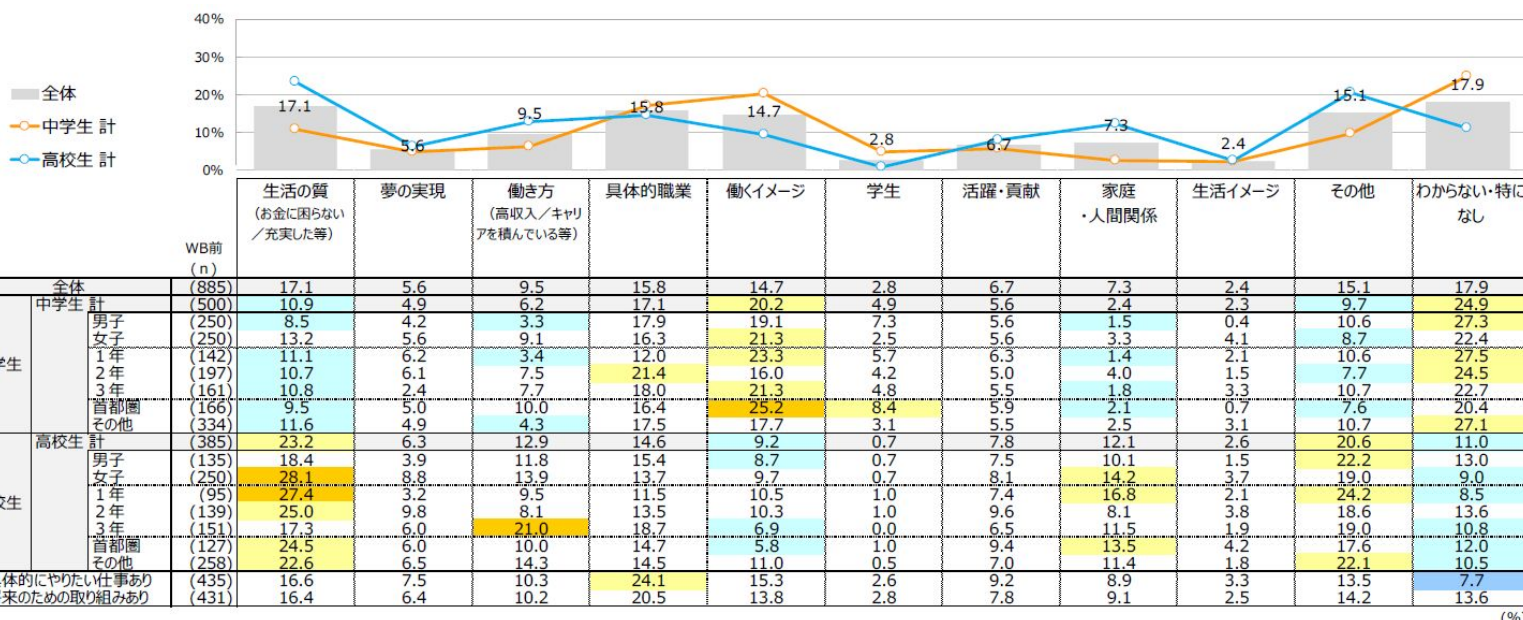 40%
30%
20%
10%
0%
全体
中学生 計
高校生 計
17.1 5.6 9.5 15.8 14.7 2.8 6.7 7.3 2.4 15.1 17.9
生活の質 夢の実現 働き方 具体的職業 働くイメージ 学生 活躍・貢献 家庭 生活イメージ その他 わからない・特に
(お金に困らない (高収入／キャリ ・人間関係 なし
／充実した等) アを積んでいる等)
WB前
(n)
全体 (885) 17.1 5.6 9.5 15.8 14.7 2.8 6.7 7.3 2.4 15.1 17.9
中学生 計 (500) 10.9 4.9 6.2 17.1 20.2 4.9 5.6 2.4 2.3 9.7 24.9
男子 (250) 8.5 4.2 3.3 17.9 19.1 7.3 5.6 1.5 0.4 10.6 27.3
女子 (250) 13.2 5.6 9.1 16.3 21.3 2.5 5.6 3.3 4.1 8.7 22.4
1年 (142) 11.1 6.2 3.4 12.0 23.3 5.7 6.3 1.4 2.1 10.6 27.5
学生
2年 (197) 10.7 6.1 7.5 21.4 16.0 4.2 5.0 4.0 1.5 7.7 24.5
3年 (161) 10.8 2.4 7.7 18.0 21.3 4.8 5.5 1.8 3.3 10.7 22.7
首都圏 (166) 9.5 5.0 10.0 16.4 25.2 8.4 5.9 2.1 0.7 7.6 20.4
その他 (334) 11.6 4.9 4.3 17.5 17.7 3.1 5.5 2.5 3.1 10.7 27.1
高校生 計 (385) 23.2 6.3 12.9 14.6 9.2 0.7 7.8 12.1 2.6 20.6 11.0
男子 (135) 18.4 3.9 11.8 15.4 8.7 0.7 7.5 10.1 1.5 22.2 13.0
女子 (250) 28.1 8.8 13.9 13.7 9.7 0.7 8.1 14.2 3.7 19.0 9.0
校生
1年 (95) 27.4 3.2 9.5 11.5 10.5 1.0 7.4 16.8 2.1 24.2 8.5
2年 (139) 25.0 9.8 8.1 13.5 10.3 1.0 9.6 8.1 3.8 18.6 13.6
3年 (151) 17.3 6.0 21.0 18.7 6.9 0.0 6.5 11.5 1.9 19.0 10.8
首都圏 (127) 24.5 6.0 10.0 14.7 5.8 1.0 9.4 13.5 4.2 17.6 12.0
その他 (258) 22.6 6.5 14.3 14.5 11.0 0.5 7.0 11.4 1.8 22.1 10.5
体的にやりたい仕事あり (435) 16.6 7.5 10.3 24.1 15.3 2.6 9.2 8.9 3.3 13.5 7.7
来のための取り組みあり (431) 16.4 6.4 10.2 20.5 13.8 2.8 7.8 9.1 2.5 14.2 13.6
(%)